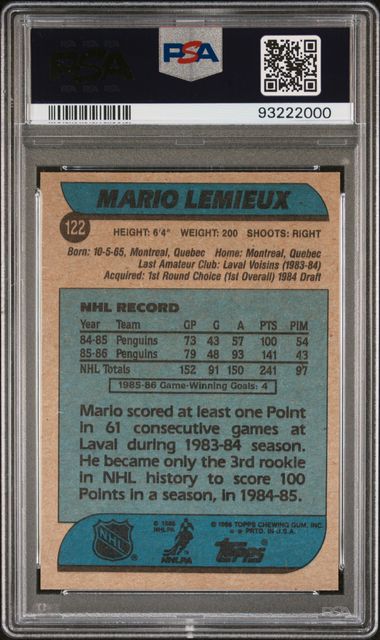 PSA
PSA
93222000
MARIO LEMIEUX
122
HEIGHT: 6'4" WEIGHT: 200 SHOOTS: RIGHT
Born: 10-5-65, Montreal, Quebec Home: Montreal, Quebec
Last Amateur Club: Laval Voisins (1983-84)
Acquired: 1st Round Choice (1st Overall) 1984 Draft
NHL RECORD
Year Team GP G A PTS PIM
84-85 Penguins 73 43 57 100 54
85-86 Penguins 79 48 93 141 43
NHL Totals 152 91 150 241 97
1985-86 Game-Winning Goals: 4
Mario scored at least one Point
in 61 consecutive games at
Laval during 1983-84 season.
He became only the 3rd rookie
in NHL history to score 100
Points in a season, in 1984-85.
NHL
© 1986
NHLPA
NHLPA
© 1986 TOPPS CHEWING GUM, INC.
PRTD. IN U.S.A.
Topps